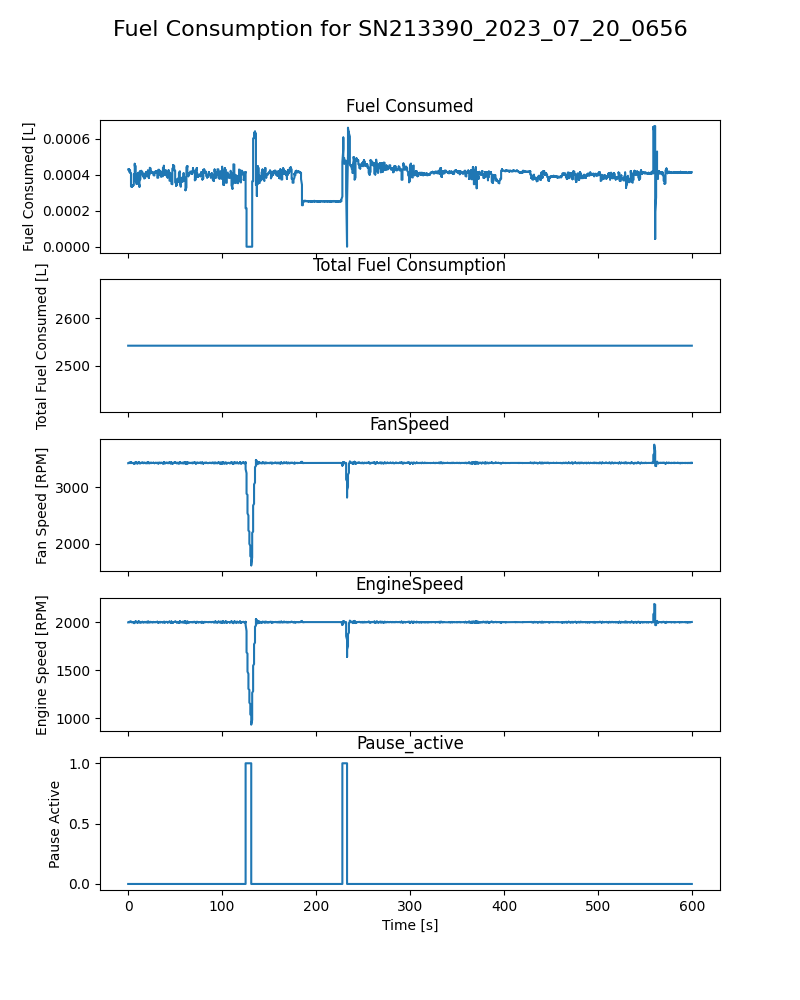 Fuel Consumption for SN213390_2023_07_20_0656
Fuel Consumed
Fuel Consumed [L]
0.0006
0.0004
0.0002
0.0000
Total Fuel Consumption
Total Fuel Consumed [L]
2600
2500
FanSpeed
Fan Speed [RPM]
3000
2000
EngineSpeed
Engine Speed [RPM]
2000
1500
1000
Pause_active
Pause Active
1.0
0.5
0.0
0 100 200 300 400 500 600
Time [s]